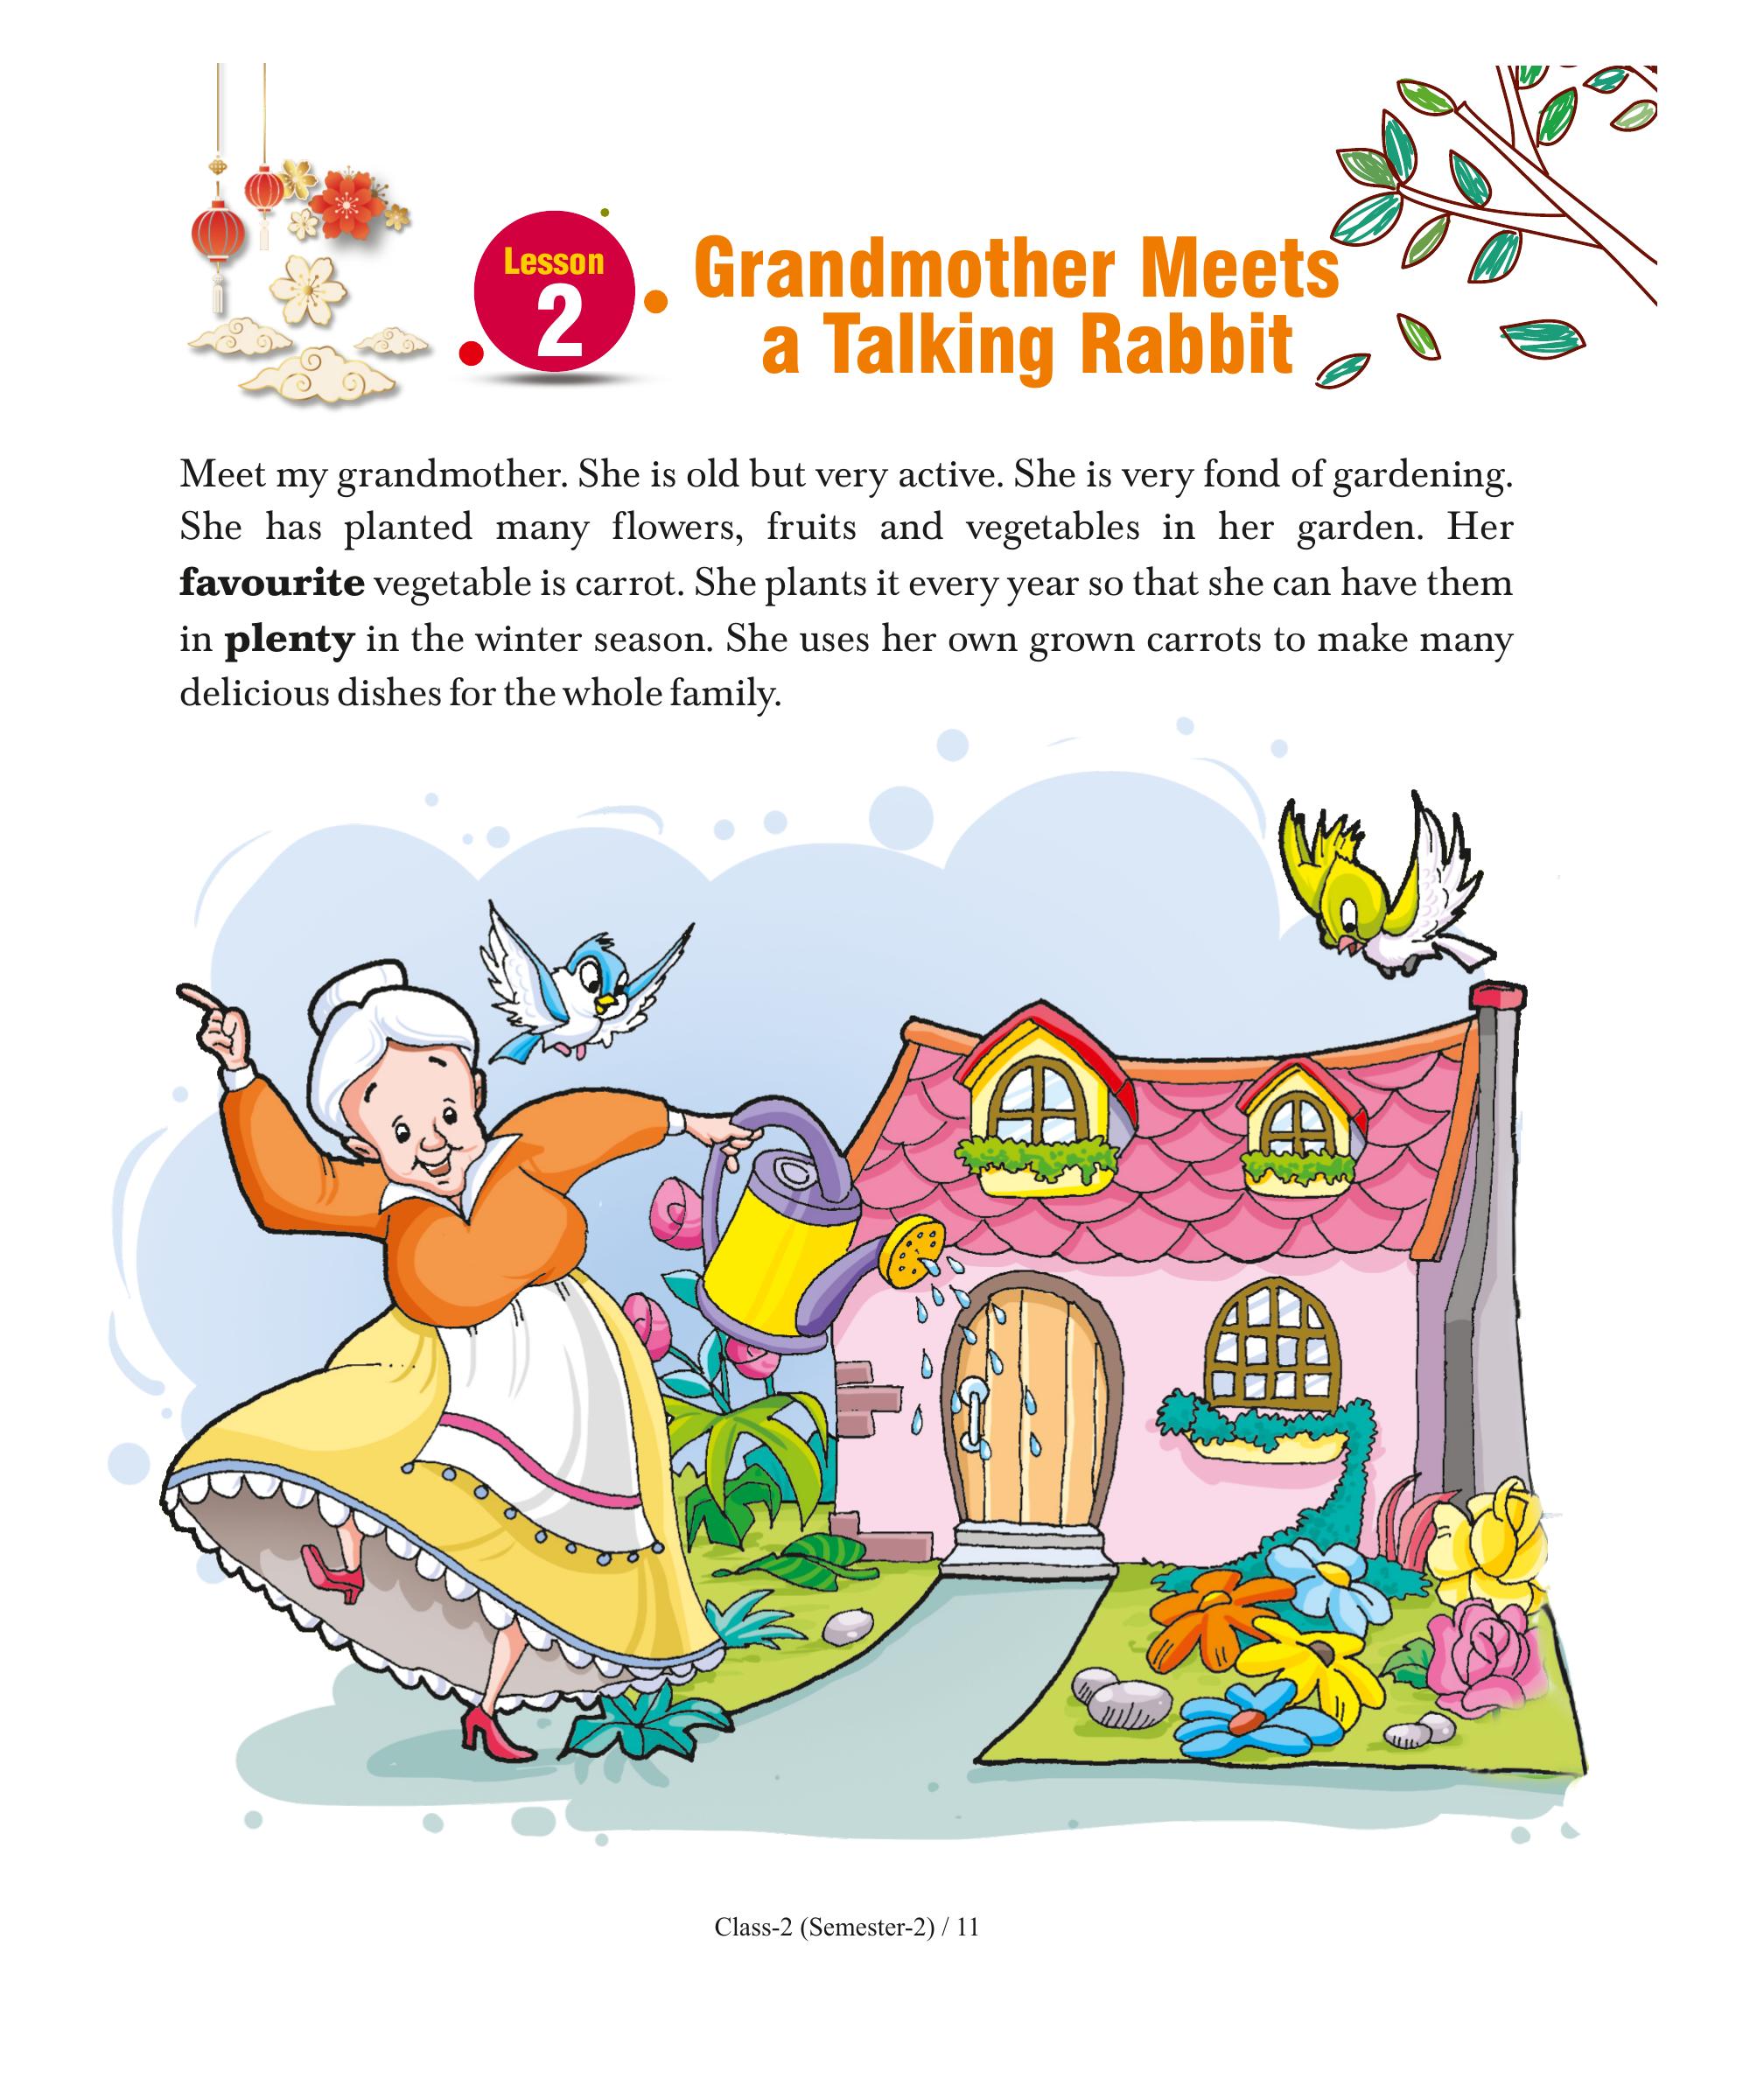 Lesson
2
Grandmother Meets
a Talking Rabbit
Meet my grandmother. She is old but very active. She is very fond of gardening.
She has planted many flowers, fruits and vegetables in her garden. Her
favourite vegetable is carrot. She plants it every year so that she can have them
in plenty in the winter season. She uses her own grown carrots to make many
delicious dishes for the whole family.
Class-2 (Semester-2) / 11